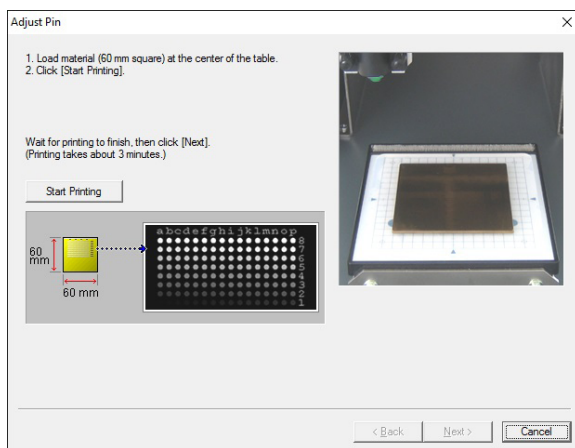 Adjust Pin
1. Load material (60 mm square) at the center of the table.
2. Click [Start Printing].
Wait for printing to finish, then click [Next].
(Printing takes about 3 minutes.)
Start Printing
abcdefghijklmnop
8
7
6
5
4
3
2
1
60
mm
60 mm
< Back
Next >
Cancel